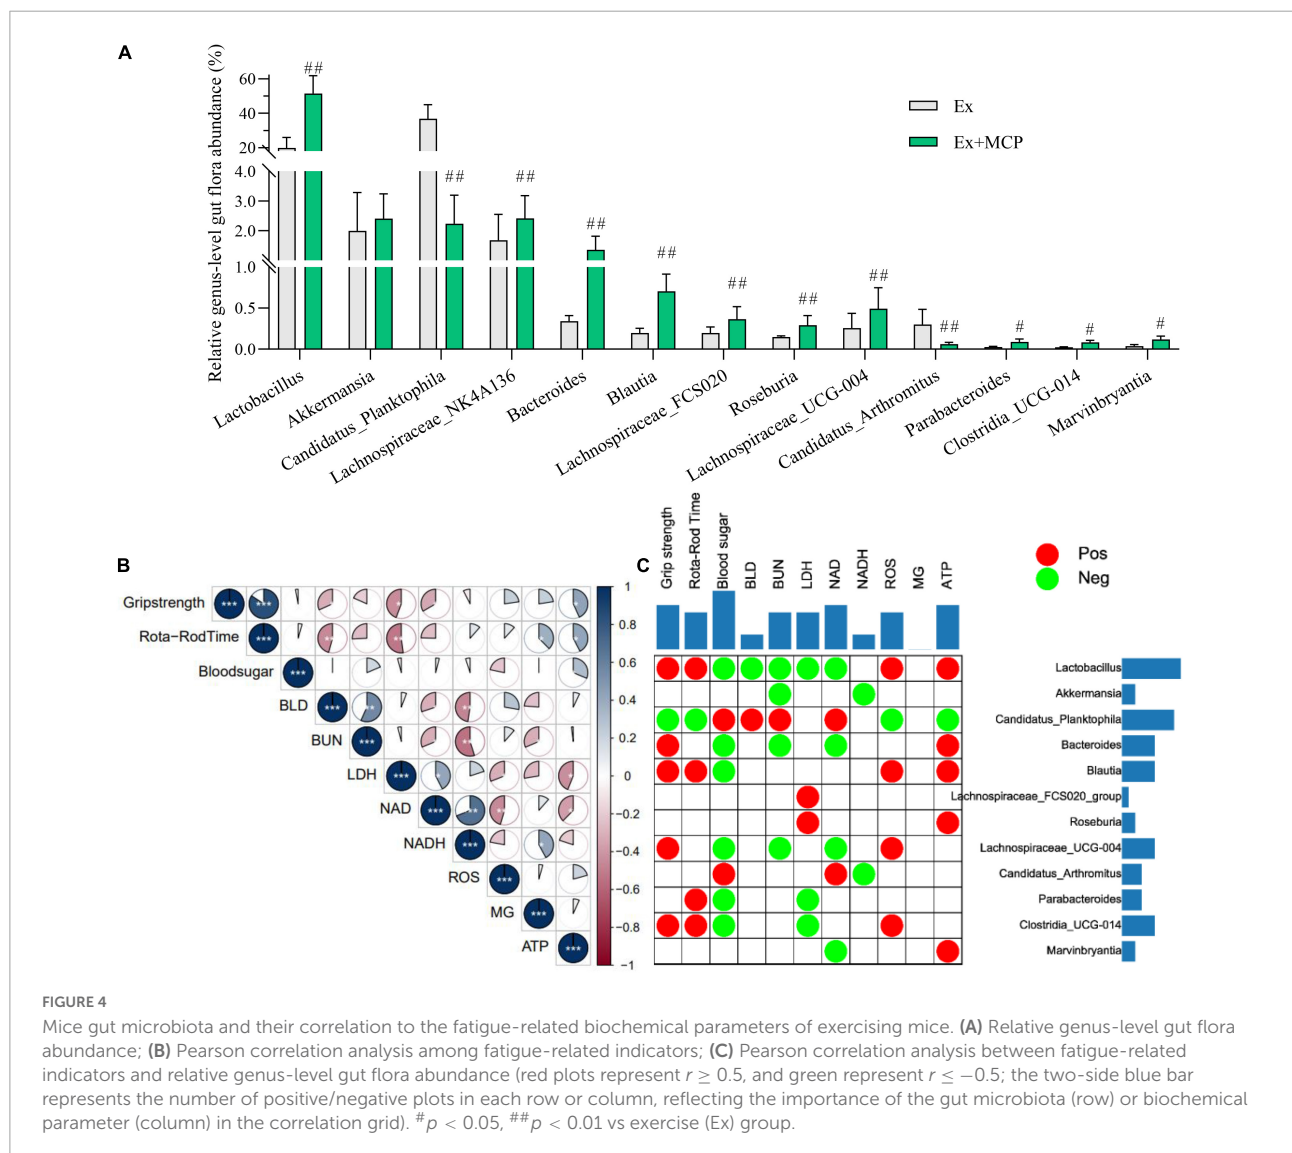 A
Relative genus-level gut flora abundance (%)
60
40
20
4.0
3.0
2.0
1.0
0.5
0.0
##
##
##
##
##
##
##
##
##
#
#
#
Ex
Ex+MCP
Lactobacillus
Akkermansia
Candidatus_Planktophila
Lachnospiraceae_NK4A136
Bacteroides
Blautia
Lachnospiraceae_FCS020
Roseburia
Lachnospiraceae_UCG-004
Candidatus_Arthromitus
Parabacteroides
Clostridia_UCG-014
Marvinbryantia
B
Gripstrength
Rota-RodTime
Bloodsugar
BLD
BUN
LDH
NAD
NADH
ROS
MG
ATP
*** *** * *
*** ** ** * *
***
*** ** **
*** **
*** * * *
*** ** ** *
*** *
***
***
***
1
0.8
0.6
0.4
0.2
0
−0.2
−0.4
−0.6
−0.8
−1
C
Grip strength
Rota-Rod Time
Blood sugar
BLD
BUN
LDH
NAD
NADH
ROS
MG
ATP
Pos
Neg
Lactobacillus
Akkermansia
Candidatus_Planktophila
Bacteroides
Blautia
Lachnospiraceae_FCS020_group
Roseburia
Lachnospiraceae_UCG-004
Candidatus_Arthromitus
Parabacteroides
Clostridia_UCG-014
Marvinbryantia
FIGURE 4
Mice gut microbiota and their correlation to the fatigue-related biochemical parameters of exercising mice. (A) Relative genus-level gut flora
abundance; (B) Pearson correlation analysis among fatigue-related indicators; (C) Pearson correlation analysis between fatigue-related
indicators and relative genus-level gut flora abundance (red plots represent r ≥ 0.5, and green represent r ≤ −0.5; the two-side blue bar
represents the number of positive/negative plots in each row or column, reflecting the importance of the gut microbiota (row) or biochemical
parameter (column) in the correlation grid). #p < 0.05, ##p < 0.01 vs exercise (Ex) group.